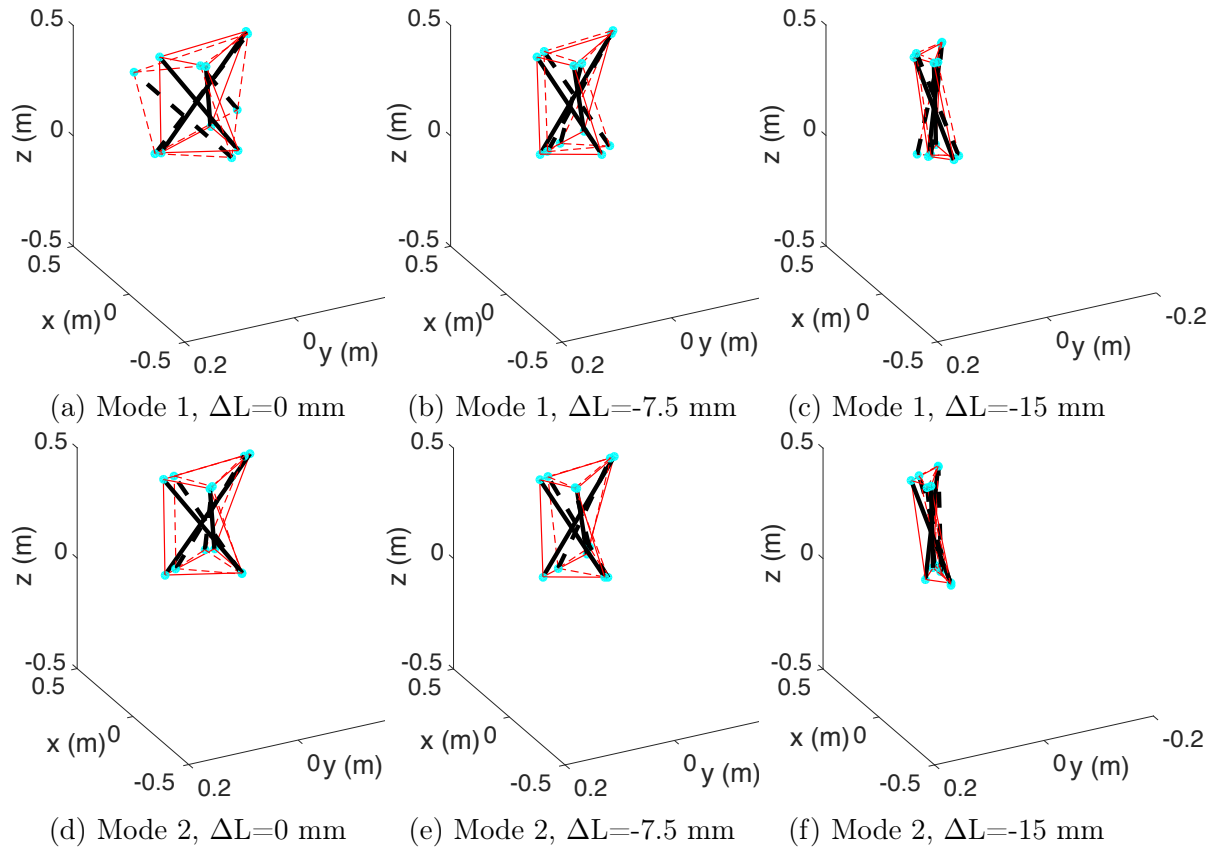 0.5 0.5 0.5
z (m) z (m) z (m)
0 0 0
-0.5 -0.5 -0.5
0.5 0.5 0.5
-0.2
x (m) 0 x (m) 0 x (m) 0
0 y (m) 0 y (m) 0 y (m)
-0.5 0.2 -0.5 0.2 -0.5 0.2
(a) Mode 1, ΔL=0 mm (b) Mode 1, ΔL=-7.5 mm (c) Mode 1, ΔL=-15 mm
0.5 0.5 0.5
z (m) z (m) z (m)
0 0 0
-0.5 -0.5 -0.5
0.5 0.5 0.5
-0.2
x (m) 0 x (m) 0 x (m) 0
0 y (m) 0 y (m) 0 y (m)
-0.5 0.2 -0.5 0.2 -0.5 0.2
(d) Mode 2, ΔL=0 mm (e) Mode 2, ΔL=-7.5 mm (f) Mode 2, ΔL=-15 mm